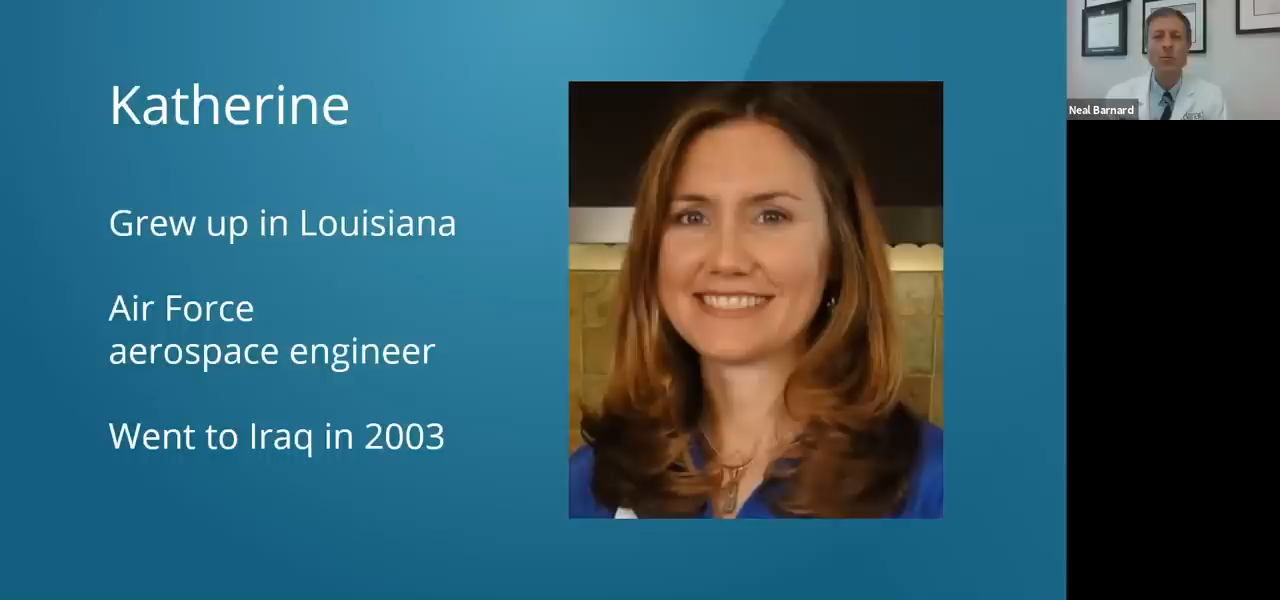 Katherine
Grew up in Louisiana
Air Force
aerospace engineer
Went to Iraq in 2003
Neal Barnard